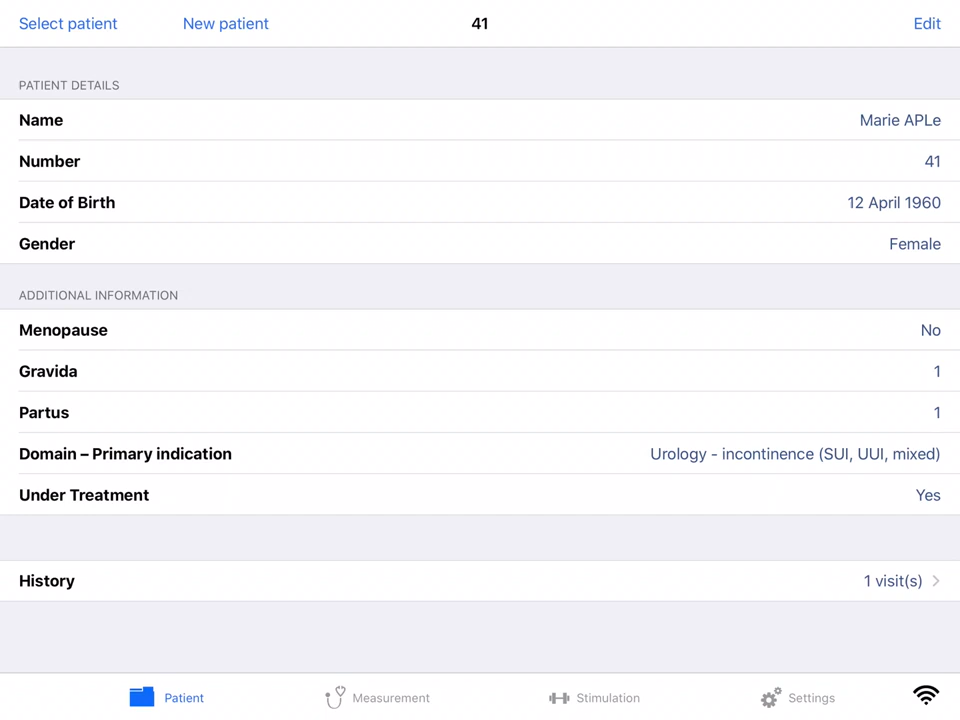 Select patient New patient 41 Edit
PATIENT DETAILS
Name Marie APLe
Number 41
Date of Birth 12 April 1960
Gender Female
ADDITIONAL INFORMATION
Menopause No
Gravida 1
Partus 1
Domain – Primary indication Urology - incontinence (SUI, UUI, mixed)
Under Treatment Yes
History 1 visit(s)
Patient Measurement Stimulation Settings